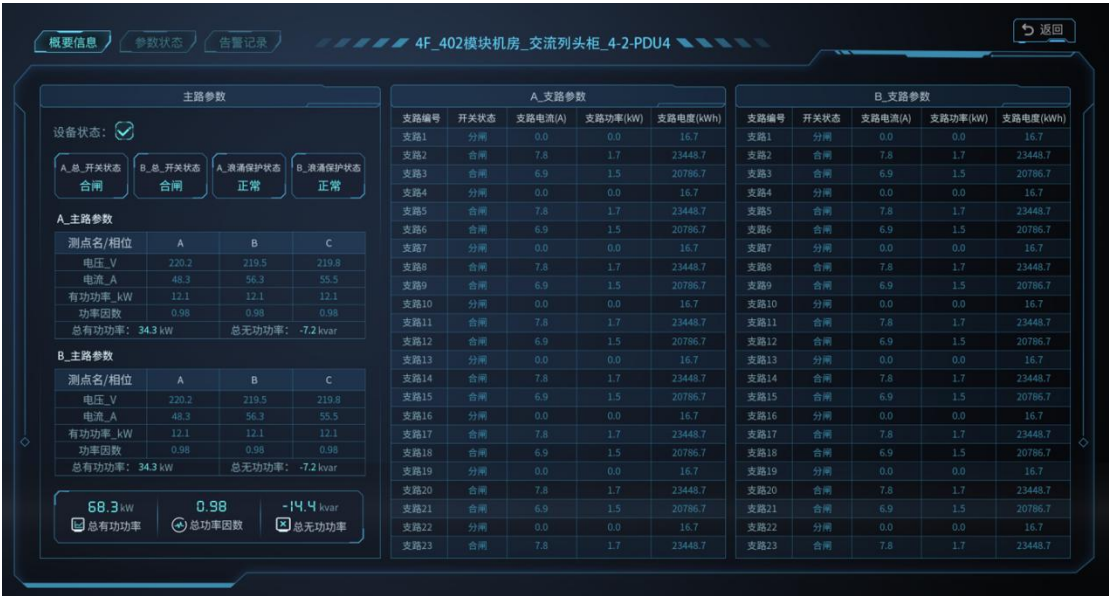 概要信息 参数状态 告警记录 4F_402模块机房_交流列头柜_4-2-PDU4 返回
主路参数
设备状态：
A_总_开关状态 B_总_开关状态 A_浪涌保护状态 B_浪涌保护状态
合闸 合闸 正常 正常
A_主路参数
测点名/相位 A B C
电压_V 220.2 219.5 219.8
电流_A 48.3 56.3 55.5
有功功率_kW 12.1 12.1 12.1
功率因数 0.98 0.98 0.98
总有功功率： 34.3 kW 总无功功率： -7.2 kvar
B_主路参数
测点名/相位 A B C
电压_V 220.2 219.5 219.8
电流_A 48.3 56.3 55.5
有功功率_kW 12.1 12.1 12.1
功率因数 0.98 0.98 0.98
总有功功率： 34.3 kW 总无功功率： -7.2 kvar
68.3 kW 0.98 -14.4 kvar
总有功功率 总功率因数 总无功功率
A_支路参数
支路编号 开关状态 支路电流(A) 支路功率(kW) 支路电度(kWh)
支路1 分闸 0.0 0.0 16.7
支路2 合闸 7.8 1.7 23448.7
支路3 合闸 6.9 1.5 20786.7
支路4 分闸 0.0 0.0 16.7
支路5 合闸 7.8 1.7 23448.7
支路6 合闸 6.9 1.5 20786.7
支路7 分闸 0.0 0.0 16.7
支路8 合闸 7.8 1.7 23448.7
支路9 合闸 6.9 1.5 20786.7
支路10 分闸 0.0 0.0 16.7
支路11 合闸 7.8 1.7 23448.7
支路12 合闸 6.9 1.5 20786.7
支路13 分闸 0.0 0.0 16.7
支路14 合闸 7.8 1.7 23448.7
支路15 合闸 6.9 1.5 20786.7
支路16 分闸 0.0 0.0 16.7
支路17 合闸 7.8 1.7 23448.7
支路18 合闸 6.9 1.5 20786.7
支路19 分闸 0.0 0.0 16.7
支路20 合闸 7.8 1.7 23448.7
支路21 合闸 6.9 1.5 20786.7
支路22 分闸 0.0 0.0 16.7
支路23 合闸 7.8 1.7 23448.7
B_支路参数
支路编号 开关状态 支路电流(A) 支路功率(kW) 支路电度(kWh)
支路1 分闸 0.0 0.0 16.7
支路2 合闸 7.8 1.7 23448.7
支路3 合闸 6.9 1.5 20786.7
支路4 分闸 0.0 0.0 16.7
支路5 合闸 7.8 1.7 23448.7
支路6 合闸 6.9 1.5 20786.7
支路7 分闸 0.0 0.0 16.7
支路8 合闸 7.8 1.7 23448.7
支路9 合闸 6.9 1.5 20786.7
支路10 分闸 0.0 0.0 16.7
支路11 合闸 7.8 1.7 23448.7
支路12 合闸 6.9 1.5 20786.7
支路13 分闸 0.0 0.0 16.7
支路14 合闸 7.8 1.7 23448.7
支路15 合闸 6.9 1.5 20786.7
支路16 分闸 0.0 0.0 16.7
支路17 合闸 7.8 1.7 23448.7
支路18 合闸 6.9 1.5 20786.7
支路19 分闸 0.0 0.0 16.7
支路20 合闸 7.8 1.7 23448.7
支路21 合闸 6.9 1.5 20786.7
支路22 分闸 0.0 0.0 16.7
支路23 合闸 7.8 1.7 23448.7